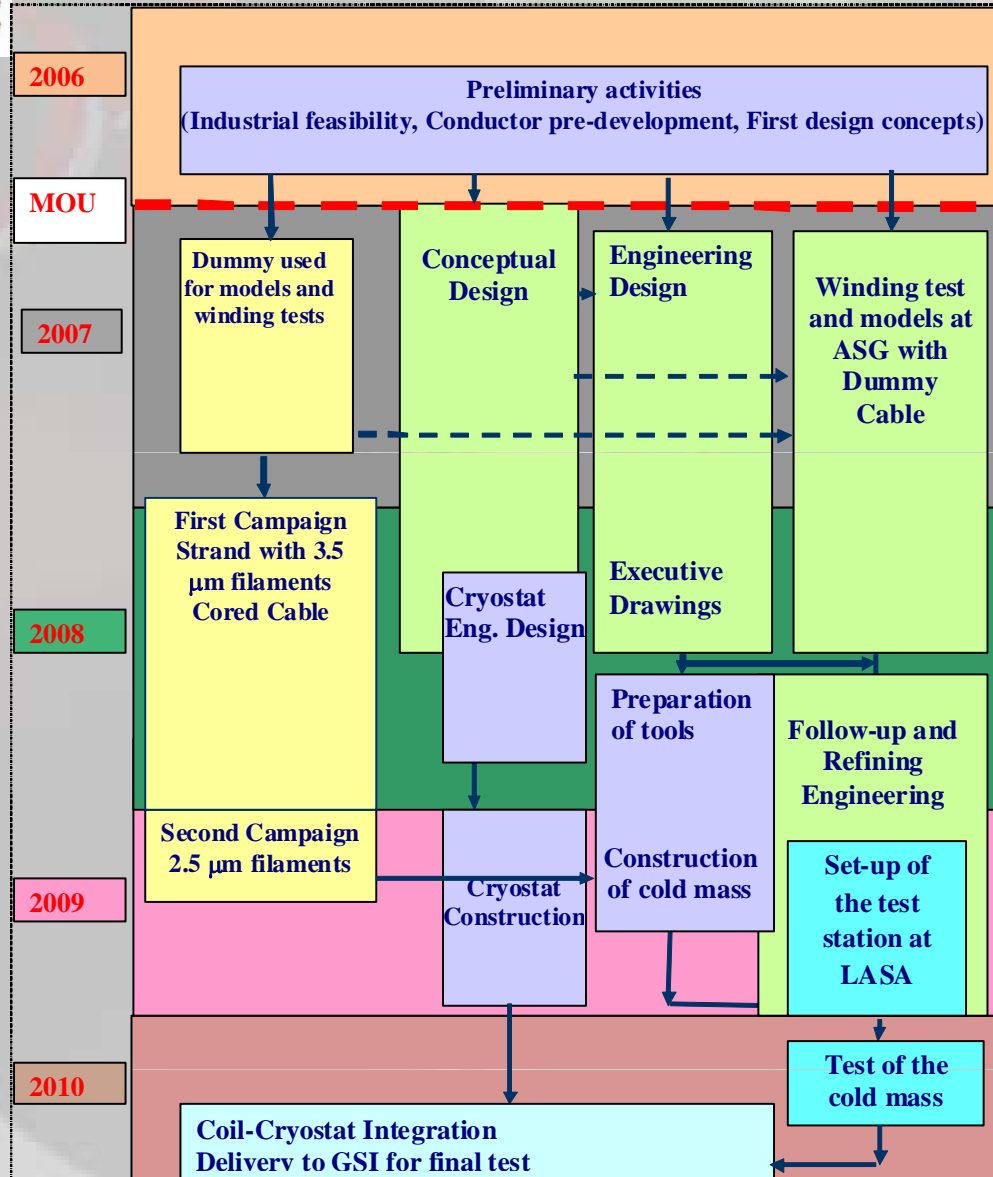 2006
Preliminary activities
(Industrial feasibility, Conductor pre-development, First design concepts)
MOU
Dummy used
for models and
winding tests
Conceptual
Design
Engineering
Design
Winding test
and models at
ASG with
Dummy
Cable
2007
First Campaign
Strand with 3.5
μm filaments
Cored Cable
Cryostat
Eng. Design
Executive
Drawings
2008
Preparation
of tools
Follow-up and
Refining
Engineering
Second Campaign
2.5 μm filaments
Cryostat
Construction
Construction
of cold mass
Set-up of
the test
station at
LASA
2009
Test of the
cold mass
2010
Coil-Cryostat Integration
Delivery to GSI for final test